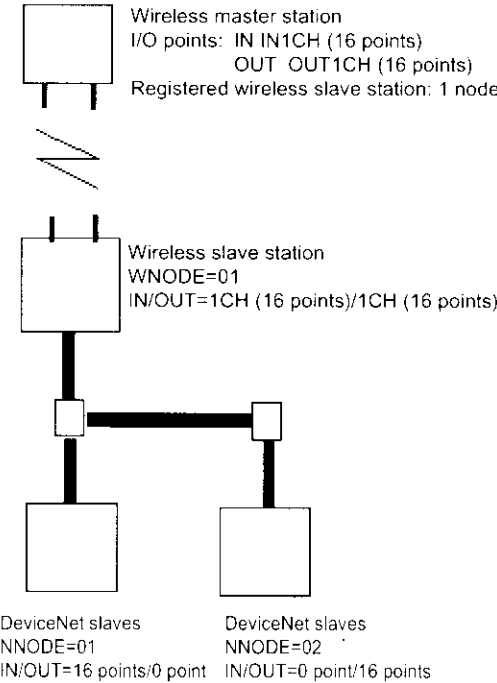 Wireless master station
I/O points: IN IN1CH (16 points)
OUT OUT1CH (16 points)
Registered wireless slave station: 1 node
Wireless slave station
WNODE=01
IN/OUT=1CH (16 points)/1CH (16 points)
DeviceNet slaves
NNODE=01
IN/OUT=16 points/0 point
DeviceNet slaves
NNODE=02
IN/OUT=0 point/16 points